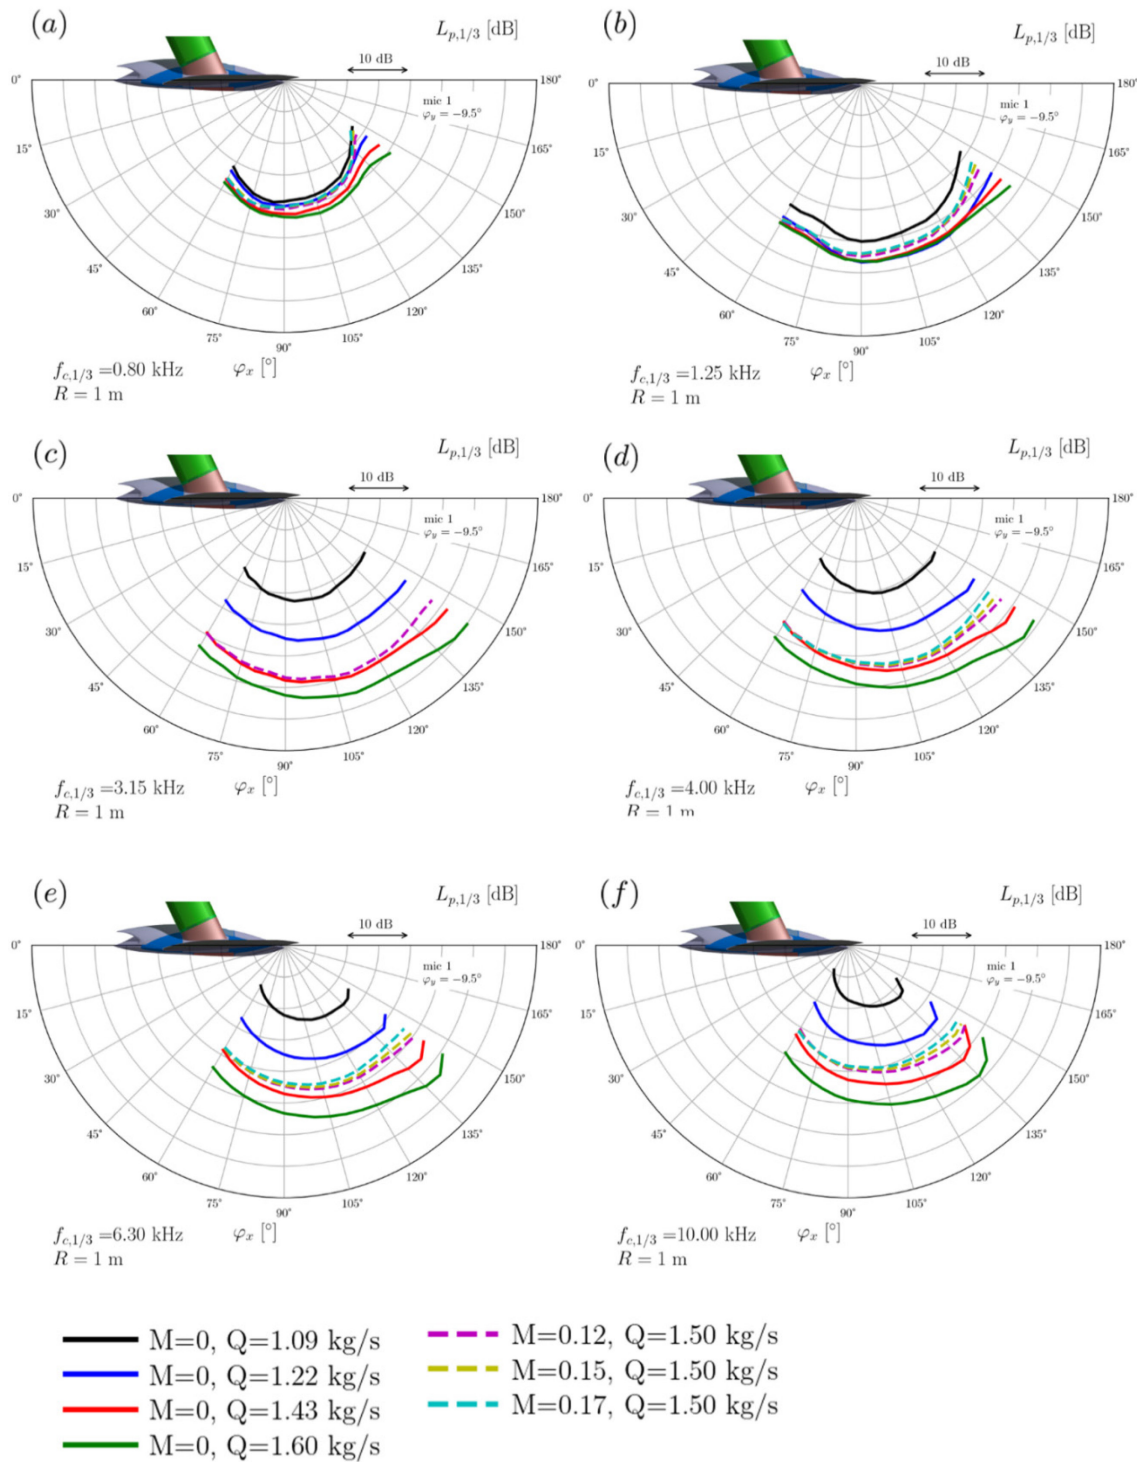 (a)
L_{p,1/3} [dB]
10 dB
0°
180°
mic 1
φ_y = −9.5°
15°
165°
30°
150°
45°
135°
60°
120°
75°
105°
90°
f_{c,1/3} =0.80 kHz
φ_x [°]
R = 1 m
(b)
L_{p,1/3} [dB]
10 dB
0°
180°
mic 1
φ_y = −9.5°
15°
165°
30°
150°
45°
135°
60°
120°
75°
105°
90°
f_{c,1/3} =1.25 kHz
φ_x [°]
R = 1 m
(c)
L_{p,1/3} [dB]
10 dB
0°
180°
mic 1
φ_y = −9.5°
15°
165°
30°
150°
45°
135°
60°
120°
75°
105°
90°
f_{c,1/3} =3.15 kHz
φ_x [°]
R = 1 m
(d)
L_{p,1/3} [dB]
10 dB
0°
180°
mic 1
φ_y = −9.5°
15°
165°
30°
150°
45°
135°
60°
120°
75°
105°
90°
f_{c,1/3} =4.00 kHz
φ_x [°]
R = 1 m
(e)
L_{p,1/3} [dB]
10 dB
0°
180°
mic 1
φ_y = −9.5°
15°
165°
30°
150°
45°
135°
60°
120°
75°
105°
90°
f_{c,1/3} =6.30 kHz
φ_x [°]
R = 1 m
(f)
L_{p,1/3} [dB]
10 dB
0°
180°
mic 1
φ_y = −9.5°
15°
165°
30°
150°
45°
135°
60°
120°
75°
105°
90°
f_{c,1/3} =10.00 kHz
φ_x [°]
R = 1 m
M=0, Q=1.09 kg/s
M=0, Q=1.22 kg/s
M=0, Q=1.43 kg/s
M=0, Q=1.60 kg/s
M=0.12, Q=1.50 kg/s
M=0.15, Q=1.50 kg/s
M=0.17, Q=1.50 kg/s